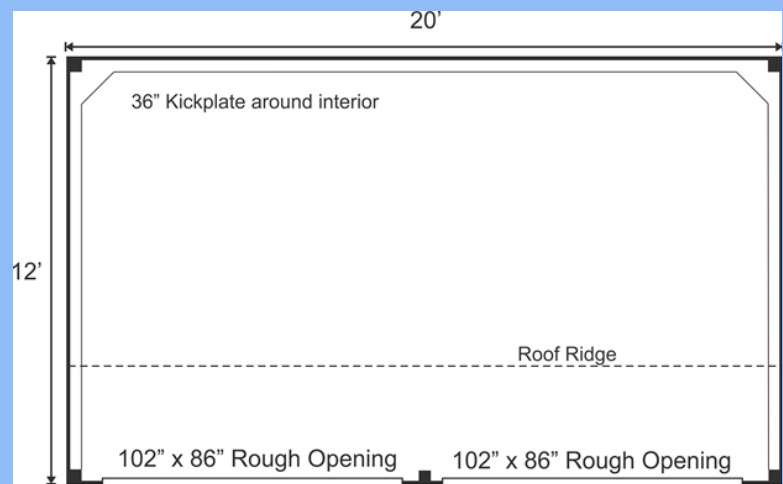 20’
36” Kickplate around interior
12’
Roof Ridge
102” x 86” Rough Opening
102” x 86” Rough Opening